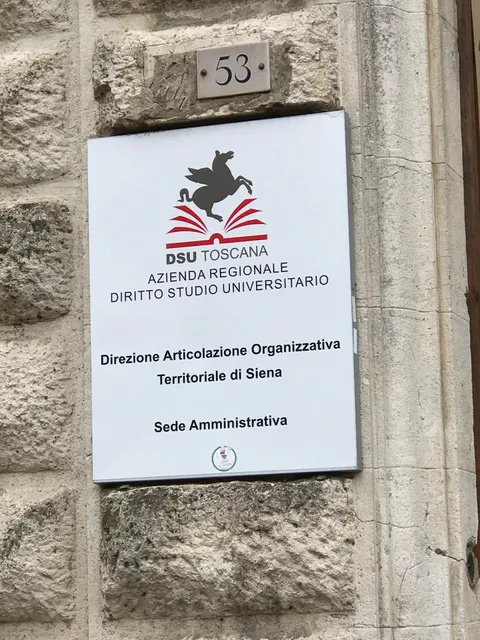 53
DSU TOSCANA
AZIENDA REGIONALE
DIRITTO STUDIO UNIVERSITARIO
Direzione Articolazione Organizzativa
Territoriale di Siena
Sede Amministrativa